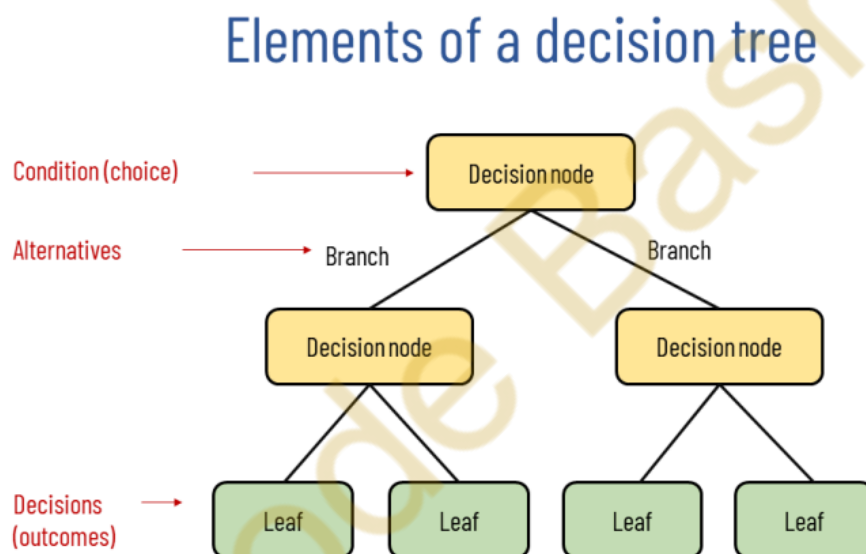 Elements of a decision tree
Condition (choice)
Decision node
Alternatives
Branch
Branch
Decision node
Decision node
Decisions
(outcomes)
Leaf
Leaf
Leaf
Leaf